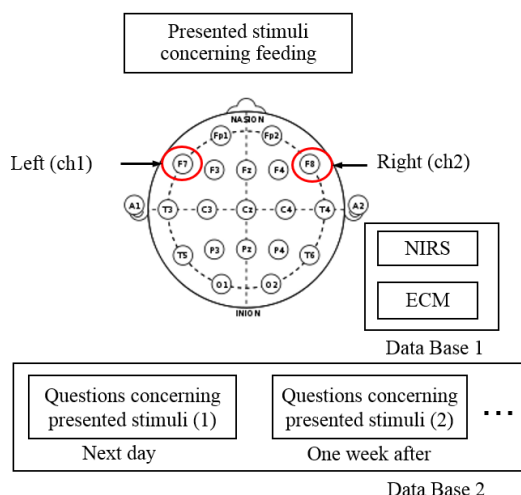 Presented stimuli
concerning feeding
NASION
Fp1 Fp2
Left (ch1) F7 F3 Fz F4 F8 Right (ch2)
A1 T3 C3 Cz C4 T4 A2
T5 P3 Pz P4 T6
O1 O2
INION
NIRS
ECM
Data Base 1
Questions concerning
presented stimuli (1)
Next day
Questions concerning
presented stimuli (2)
One week after
...
Data Base 2